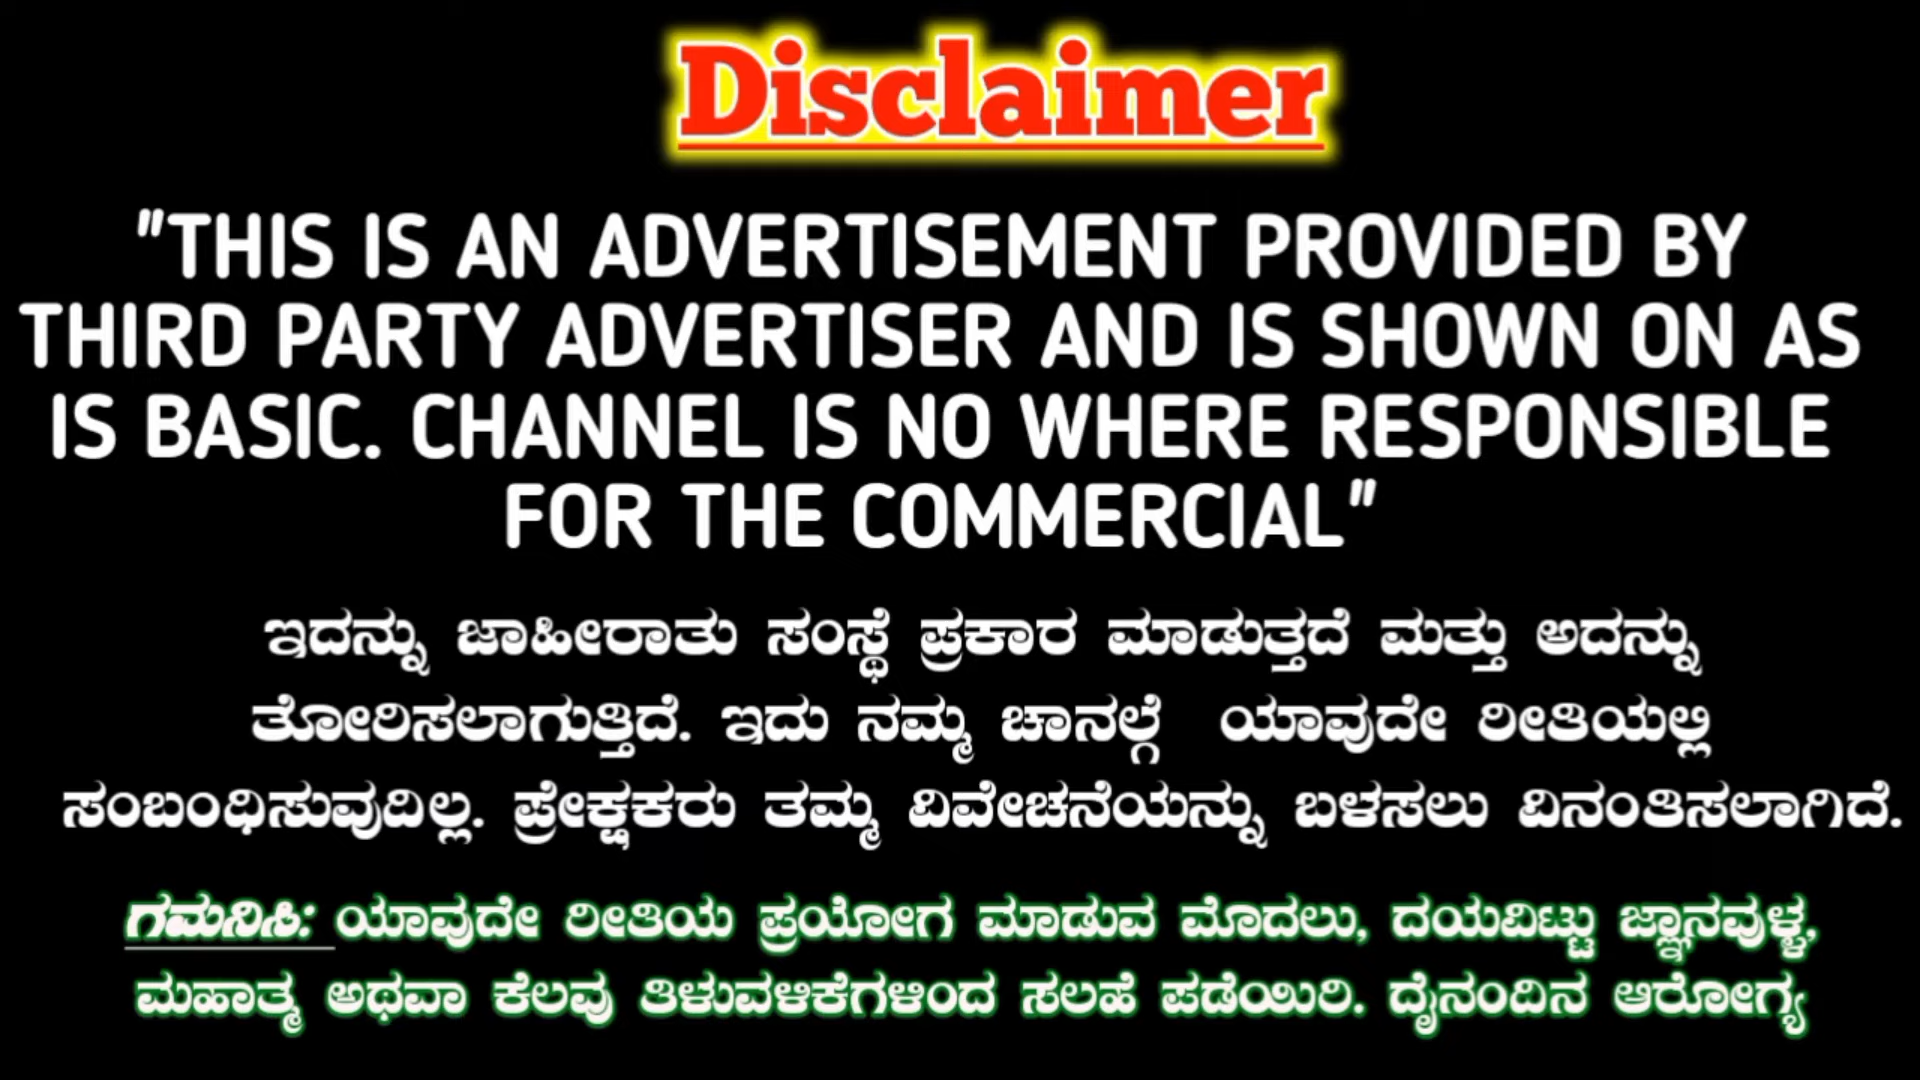 Disclaimer
"THIS IS AN ADVERTISEMENT PROVIDED BY
THIRD PARTY ADVERTISER AND IS SHOWN ON AS
IS BASIC. CHANNEL IS NO WHERE RESPONSIBLE
FOR THE COMMERCIAL"
ಇದನ್ನು ಜಾಹೀರಾತು ಸಂಸ್ಥೆ ಪ್ರಕಾರ ಮಾಡುತ್ತದೆ ಮತ್ತು ಅದನ್ನು
ತೋರಿಸಲಾಗುತ್ತಿದೆ. ಇದು ನಮ್ಮ ಚಾನಲ್ಗೆ ಯಾವುದೇ ರೀತಿಯಲ್ಲಿ
ಸಂಬಂಧಿಸುವುದಿಲ್ಲ. ಪ್ರೇಕ್ಷಕರು ತಮ್ಮ ವಿವೇಚನೆಯನ್ನು ಬಳಸಲು ವಿನಂತಿಸಲಾಗಿದೆ.
ಗಮನಿಸಿ: ಯಾವುದೇ ರೀತಿಯ ಪ್ರಯೋಗ ಮಾಡುವ ಮೊದಲು, ದಯವಿಟ್ಟು ಜ್ಞಾನವುಳ್ಳ,
ಮಹಾತ್ಮ ಅಥವಾ ಕೆಲವು ತಿಳುವಳಿಕೆಗಳಿಂದ ಸಲಹೆ ಪಡೆಯಿರಿ. ದೈನಂದಿನ ಆರೋಗ್ಯ